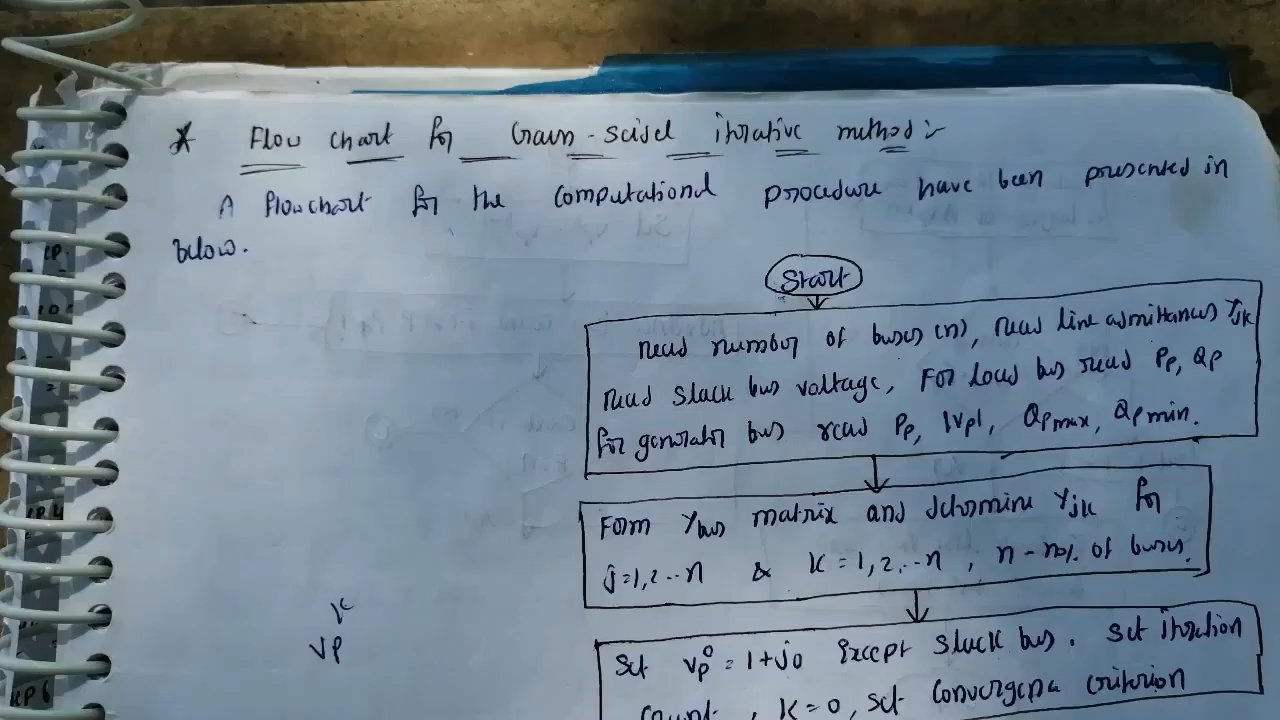 * Flow chart for Gauss-seisel iterative method :-
A flowchart for the computational procedure have been presented in
below.
Start
read number of buses (n), read line admittances Yjk
read slack bus voltage, For load bus read Pp, Qp
for generator bus read Pp, |Vp|, Qpmax, Qpmin.
Form Ybus matrix and determine Yjk for
j=1,2...n & k=1,2,...n, n-no/. of buses.
Set Vp⁰ = 1+j0 Except slack bus. Set iteration
count, K=0, set convergence criterion
Vp k